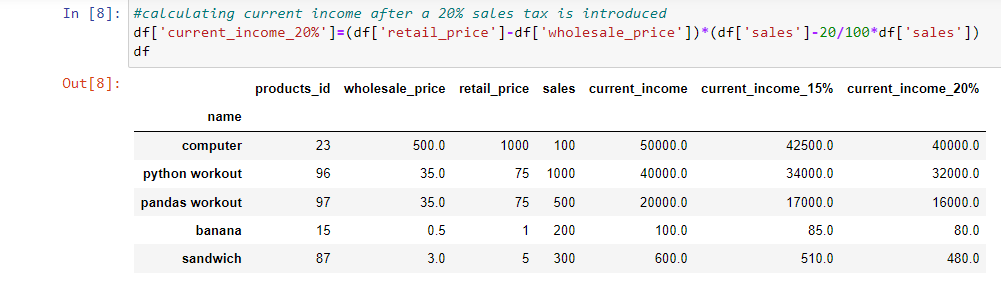 In [8]: #calculating current income after a 20% sales tax is introduced
df['current_income_20%']=(df['retail_price']-df['wholesale_price'])*(df['sales']-20/100*df['sales'])
df
Out[8]:
products_id wholesale_price retail_price sales current_income current_income_15% current_income_20%
name
computer 23 500.0 1000 100 50000.0 42500.0 40000.0
python workout 96 35.0 75 1000 40000.0 34000.0 32000.0
pandas workout 97 35.0 75 500 20000.0 17000.0 16000.0
banana 15 0.5 1 200 100.0 85.0 80.0
sandwich 87 3.0 5 300 600.0 510.0 480.0